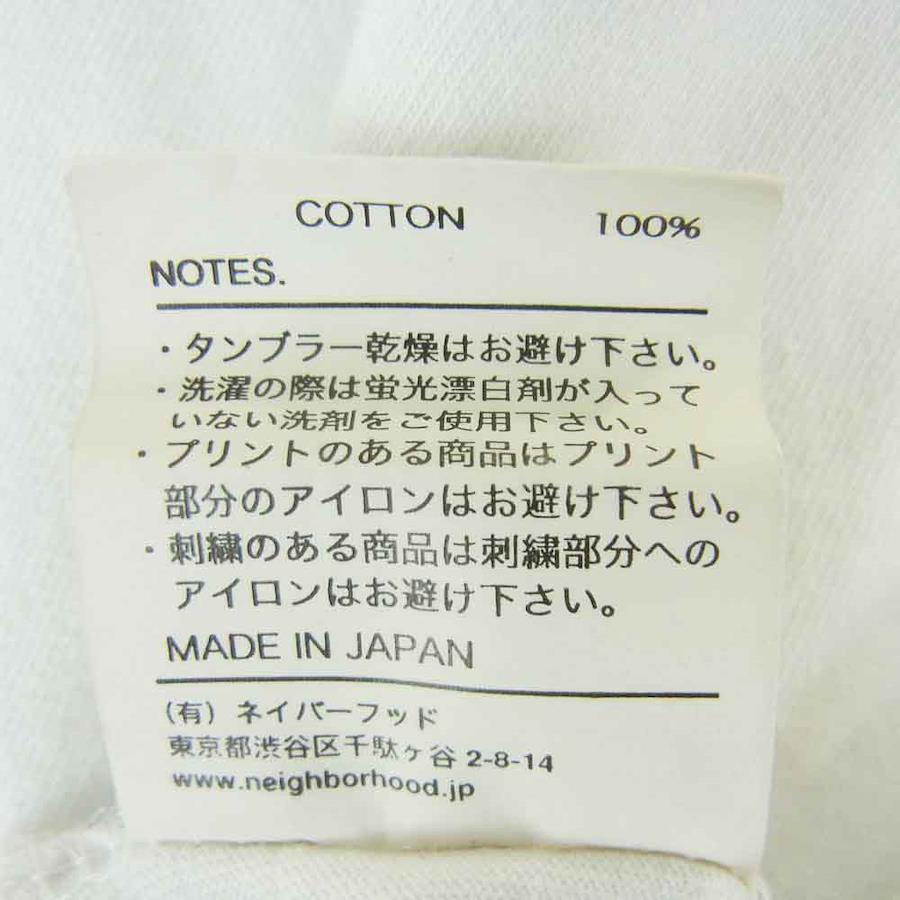 COTTON 100%
NOTES.
・タンブラー乾燥はお避け下さい。
・洗濯の際は蛍光漂白剤が入って
いない洗剤をご使用下さい。
・プリントのある商品はプリント
部分のアイロンはお避け下さい。
・刺繍のある商品は刺繍部分への
アイロンはお避け下さい。
MADE IN JAPAN
(有) ネイバーフッド
東京都渋谷区千駄ヶ谷 2-8-14
www.neighborhood.jp